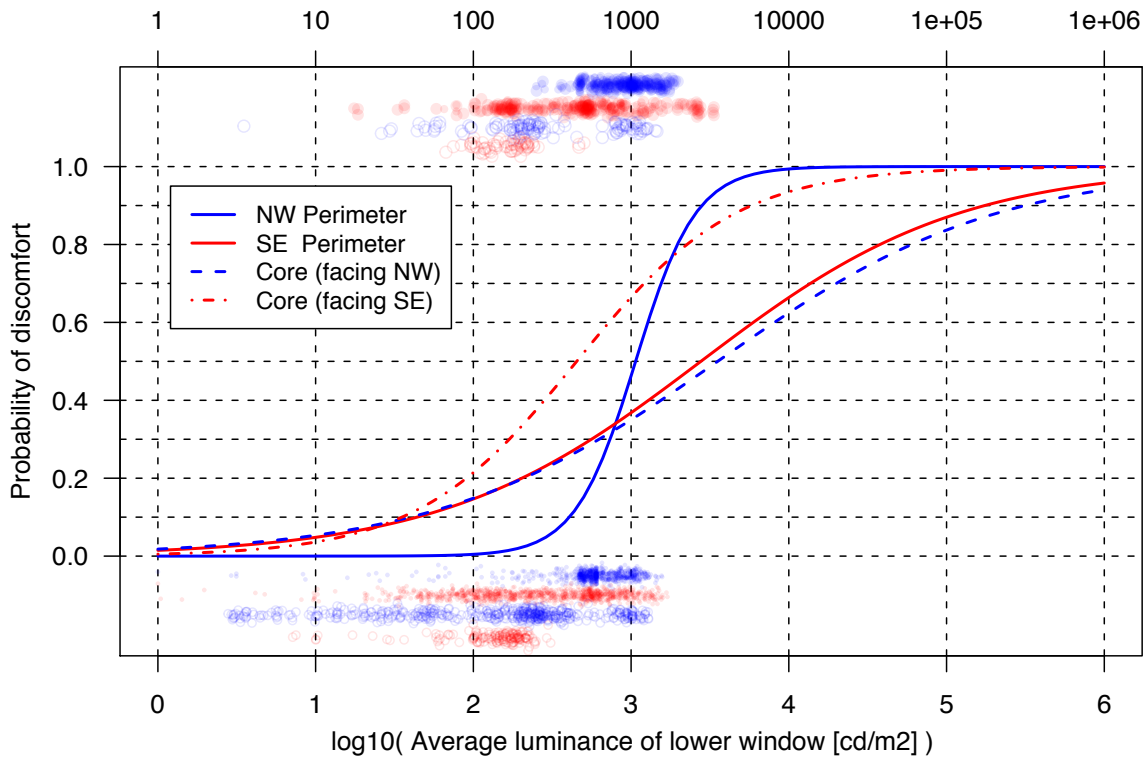 1 10 100 1000 10000 1e+05 1e+06
Probability of discomfort
1.0
0.8
0.6
0.4
0.2
0.0
NW Perimeter
SE Perimeter
Core (facing NW)
Core (facing SE)
0 1 2 3 4 5 6
log10( Average luminance of lower window [cd/m2] )